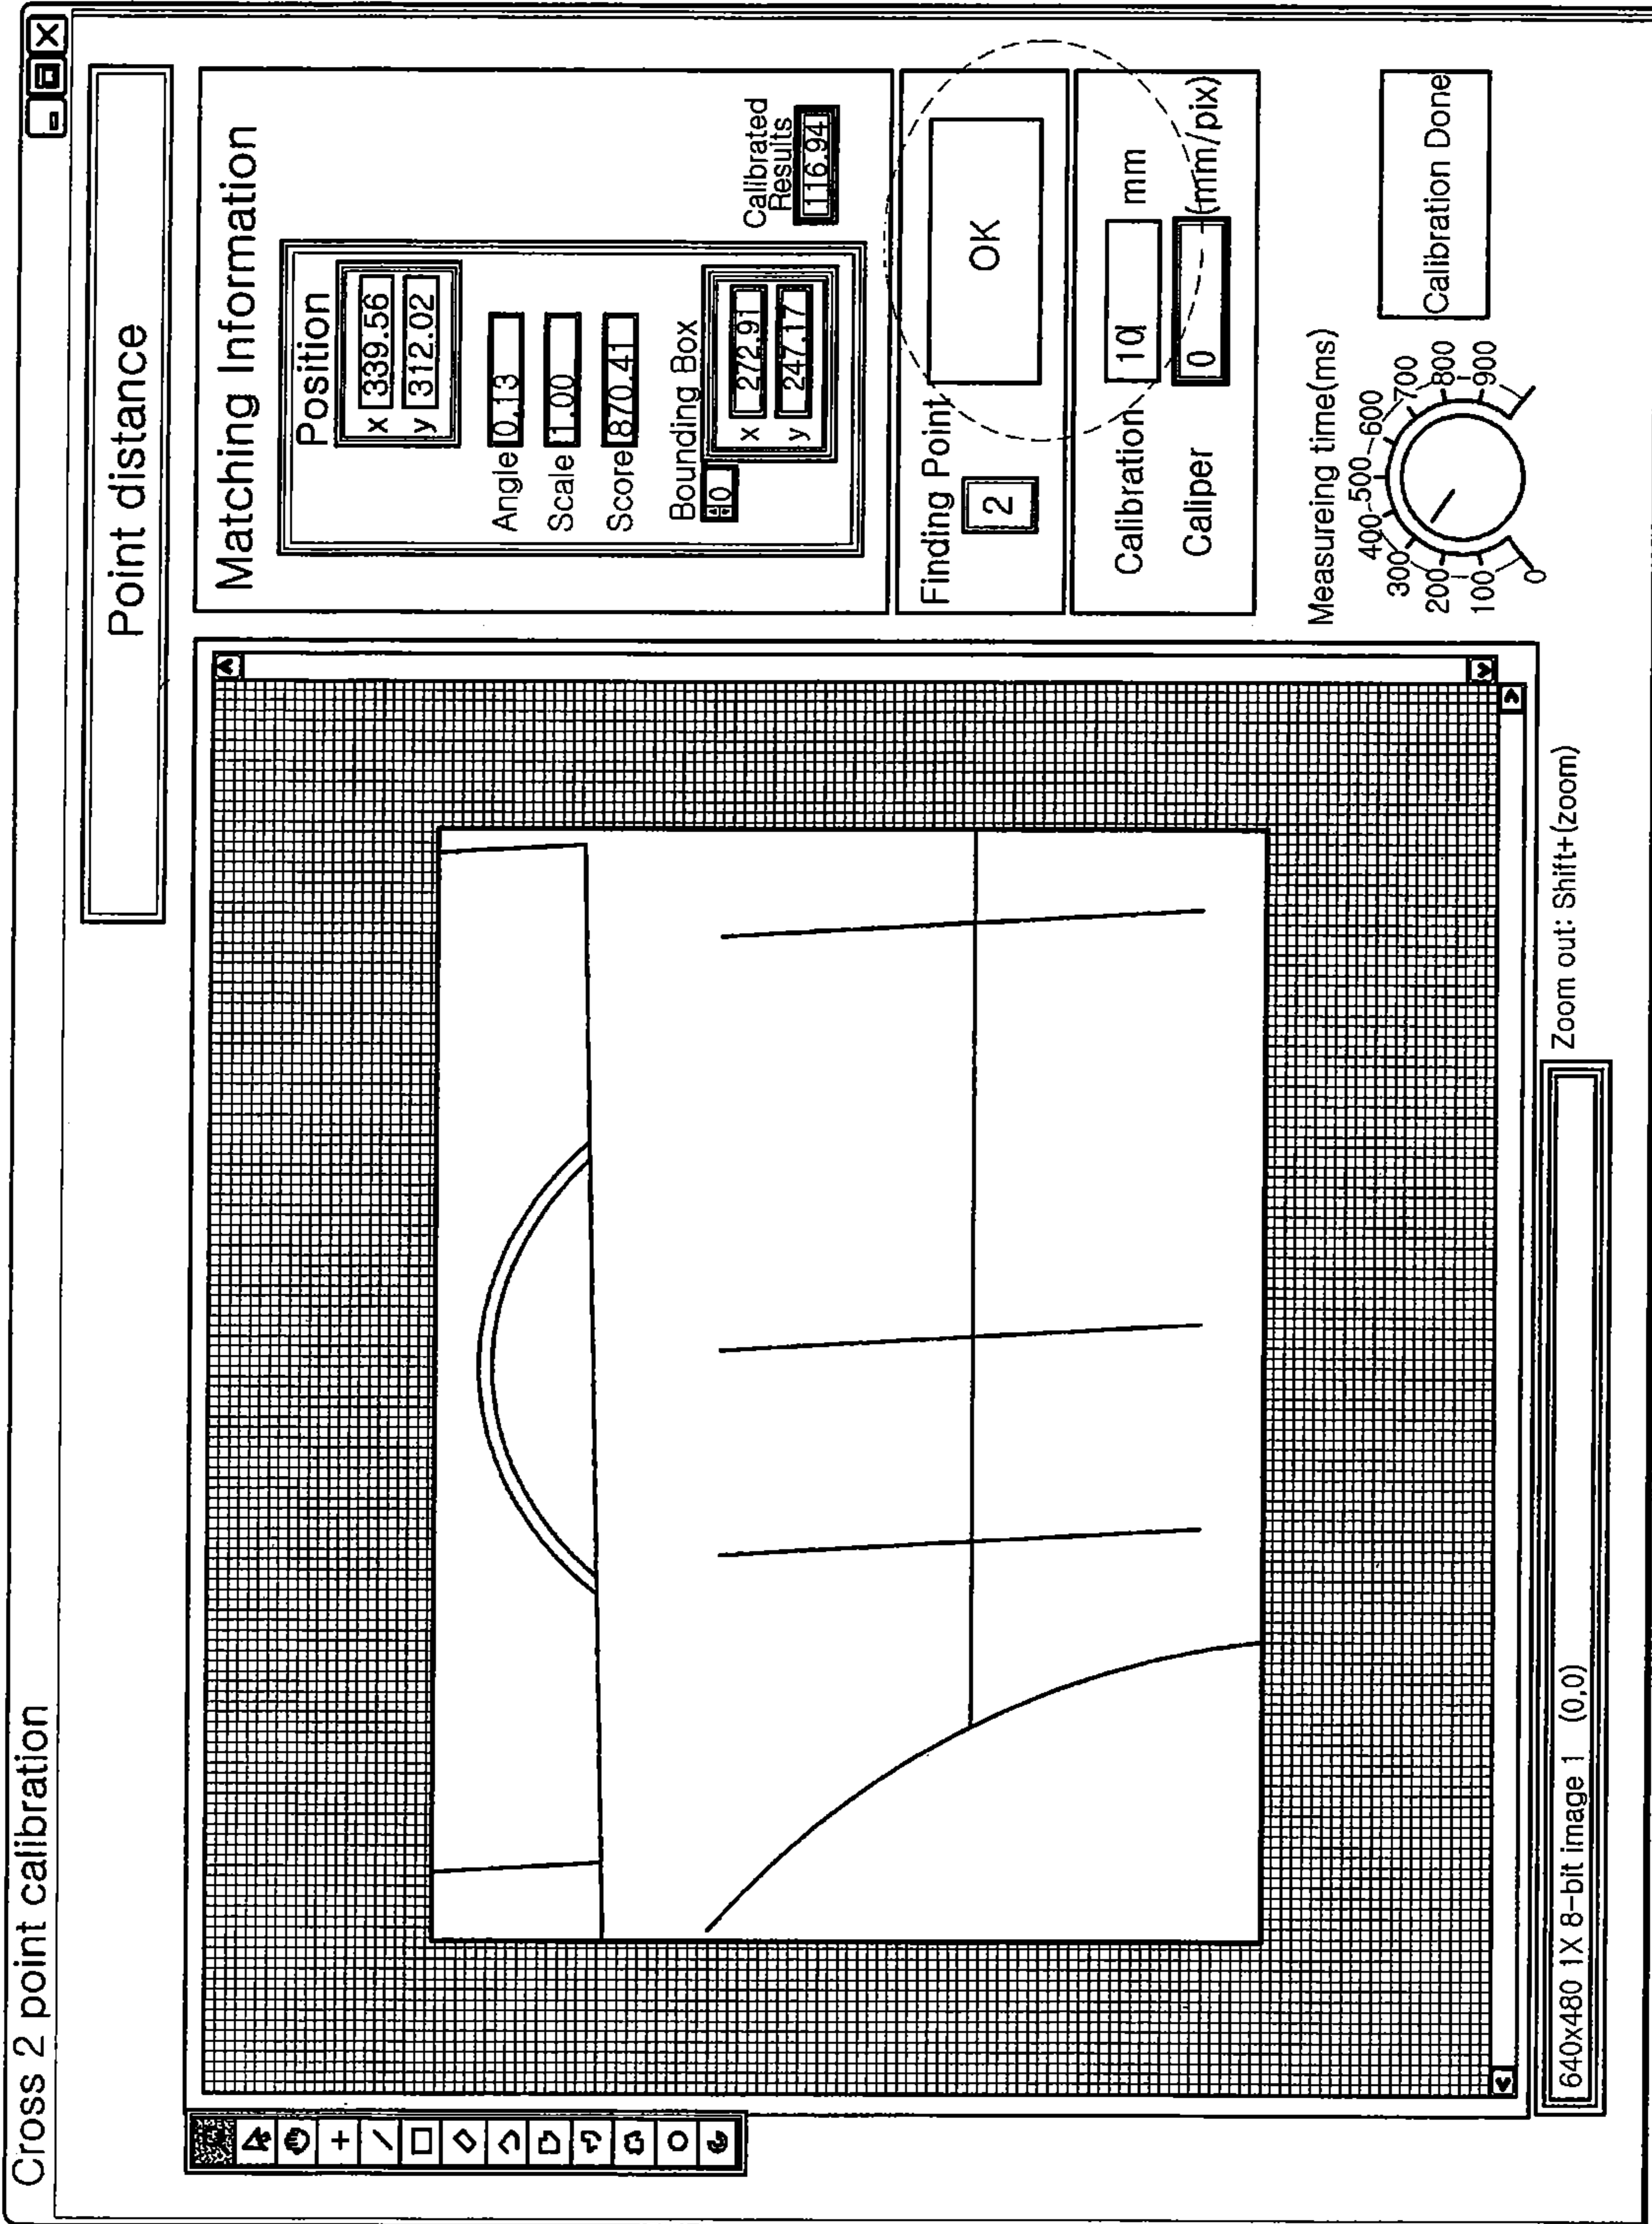 Cross 2 point calibration
Point distance
Matching Information
Position
x 339.56
y 312.02
Angle 0.13
Scale 1.00
Score 870.41
Bounding Box
0
x 272.91
y 247.17
Calibrated
Results
116.94
Finding Point
2
OK
Calibration 10 mm
Caliper 0 (mm/pix)
Measureing time(ms)
0 100 200 300 400 500 600 700 800 900
Calibration Done
640x480 1X 8-bit image 1 (0,0)
Zoom out: Shift+(zoom)